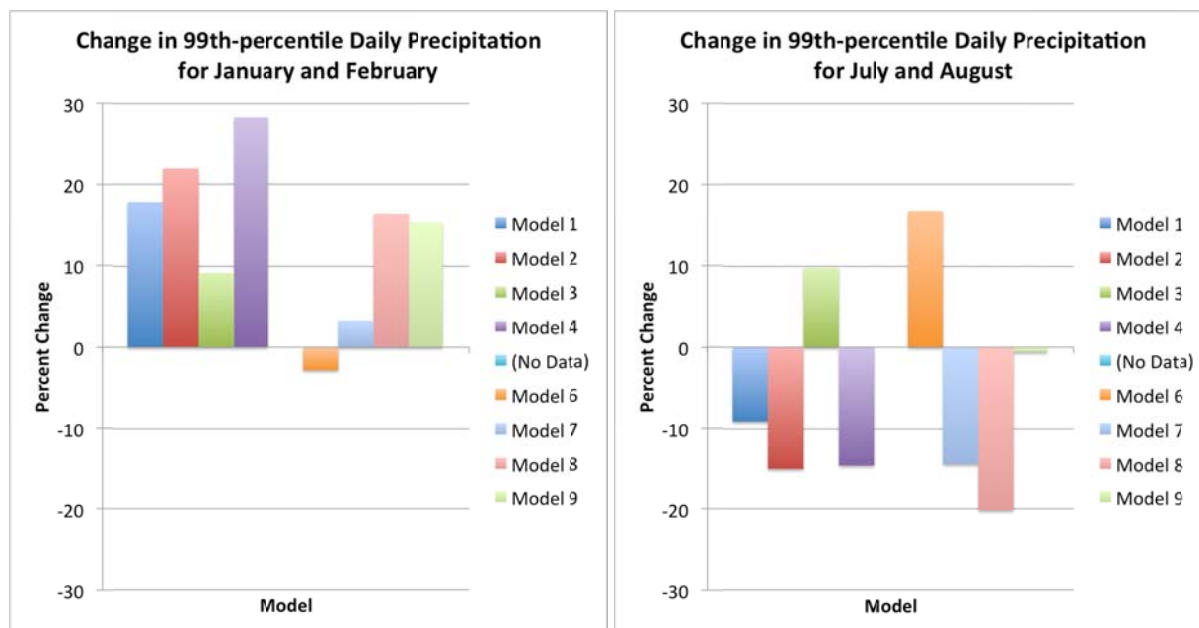 Change in 99th-percentile Daily Precipitation
for January and February
30
20
10
0
-10
-20
-30
Percent Change
Model
Model 1
Model 2
Model 3
Model 4
(No Data)
Model 6
Model 7
Model 8
Model 9
Change in 99th-percentile Daily Precipitation
for July and August
30
20
10
0
-10
-20
-30
Percent Change
Model
Model 1
Model 2
Model 3
Model 4
(No Data)
Model 6
Model 7
Model 8
Model 9